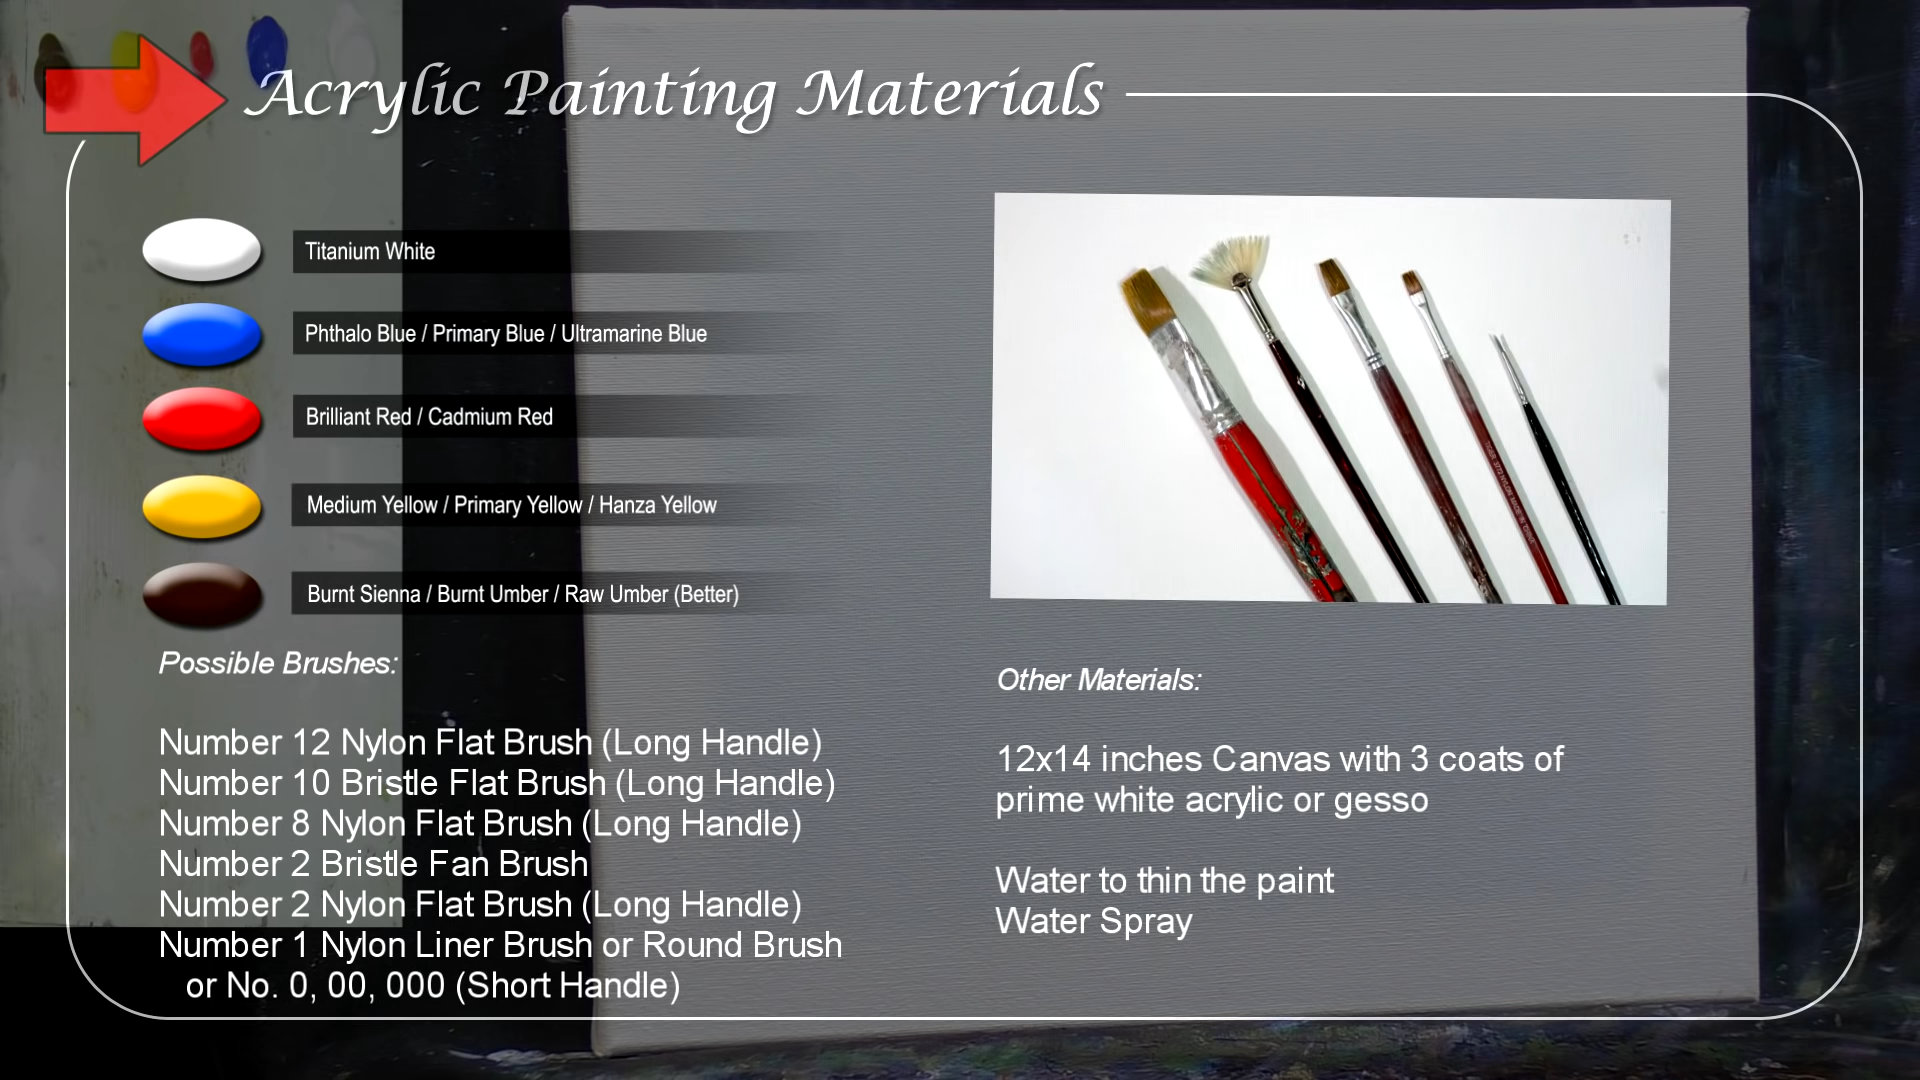 Acrylic Painting Materials
Titanium White
Phthalo Blue / Primary Blue / Ultramarine Blue
Brilliant Red / Cadmium Red
Medium Yellow / Primary Yellow / Hanza Yellow
Burnt Sienna / Burnt Umber / Raw Umber (Better)
Possible Brushes:
Number 12 Nylon Flat Brush (Long Handle)
Number 10 Bristle Flat Brush (Long Handle)
Number 8 Nylon Flat Brush (Long Handle)
Number 2 Bristle Fan Brush
Number 2 Nylon Flat Brush (Long Handle)
Number 1 Nylon Liner Brush or Round Brush
or No. 0, 00, 000 (Short Handle)
Other Materials:
12x14 inches Canvas with 3 coats of
prime white acrylic or gesso
Water to thin the paint
Water Spray